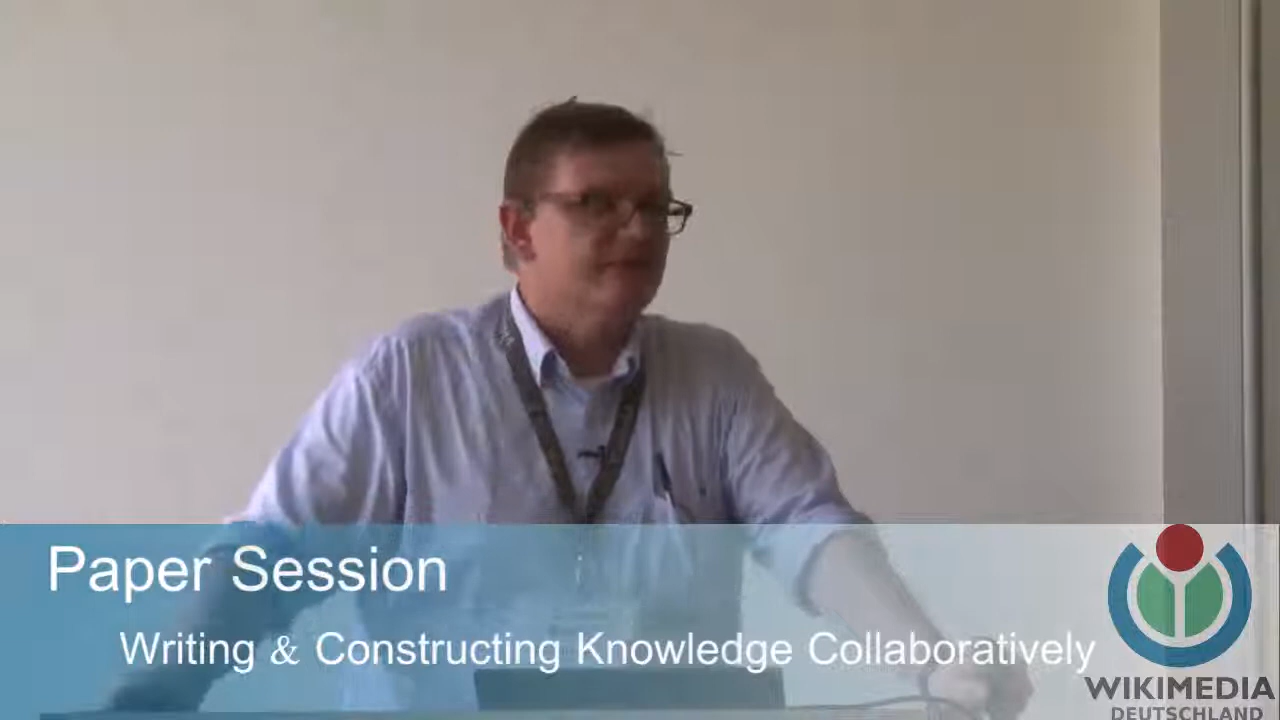 Paper Session
Writing & Constructing Knowledge Collaboratively
WIKIMEDIA
DEUTSCHLAND